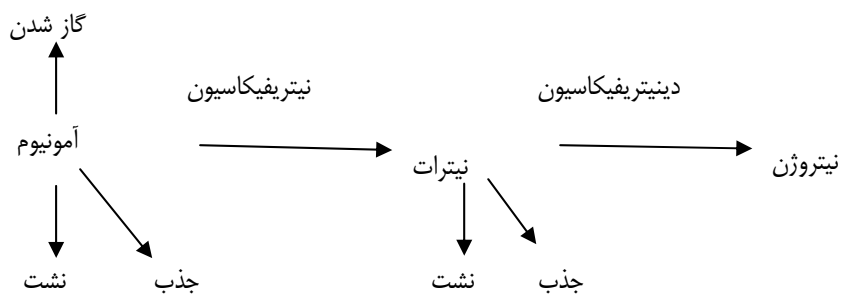 گاز شدن
نیتریفیکاسیون
دینیتریفیکاسیون
آمونیوم
نیترات
نیتروژن
نشت
جذب
نشت
جذب